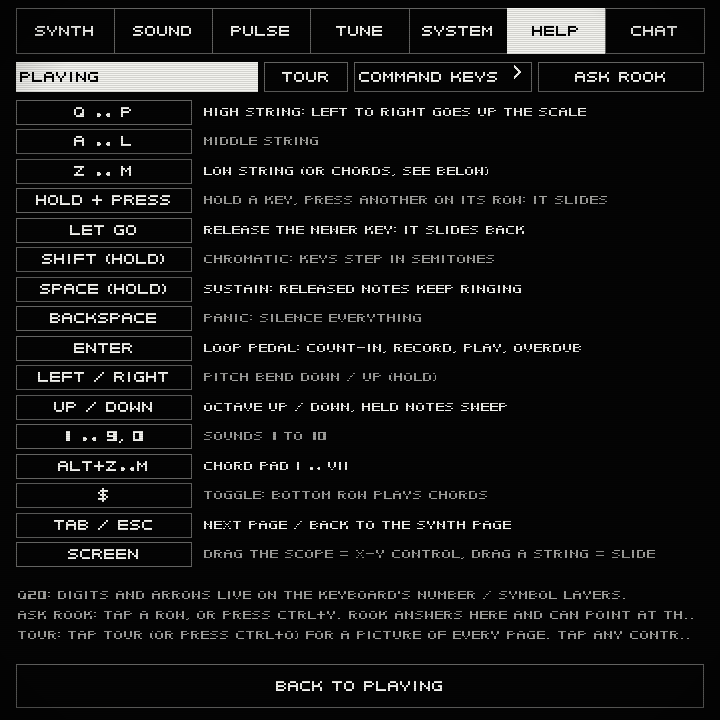 SYNTH SOUND PULSE TUNE SYSTEM HELP CHAT
PLAYING TOUR COMMAND KEYS > ASK ROOK
Q .. P HIGH STRING: LEFT TO RIGHT GOES UP THE SCALE
A .. L MIDDLE STRING
Z .. M LOW STRING (OR CHORDS, SEE BELOW)
HOLD + PRESS HOLD A KEY, PRESS ANOTHER ON ITS ROW: IT SLIDES
LET GO RELEASE THE NEWER KEY: IT SLIDES BACK
SHIFT (HOLD) CHROMATIC: KEYS STEP IN SEMITONES
SPACE (HOLD) SUSTAIN: RELEASED NOTES KEEP RINGING
BACKSPACE PANIC: SILENCE EVERYTHING
ENTER LOOP PEDAL: COUNT-IN, RECORD, PLAY, OVERDUB
LEFT / RIGHT PITCH BEND DOWN / UP (HOLD)
UP / DOWN OCTAVE UP / DOWN, HELD NOTES SWEEP
1 .. 9, 0 SOUNDS 1 TO 10
ALT+Z..M CHORD PAD I .. VII
$ TOGGLE: BOTTOM ROW PLAYS CHORDS
TAB / ESC NEXT PAGE / BACK TO THE SYNTH PAGE
SCREEN DRAG THE SCOPE = X-Y CONTROL, DRAG A STRING = SLIDE
Q20: DIGITS AND ARROWS LIVE ON THE KEYBOARD'S NUMBER / SYMBOL LAYERS.
ASK ROOK: TAP A ROW, OR PRESS CTRL+Y. ROOK ANSWERS HERE AND CAN POINT AT TH..
TOUR: TAP TOUR (OR PRESS CTRL+O) FOR A PICTURE OF EVERY PAGE. TAP ANY CONTR..
BACK TO PLAYING